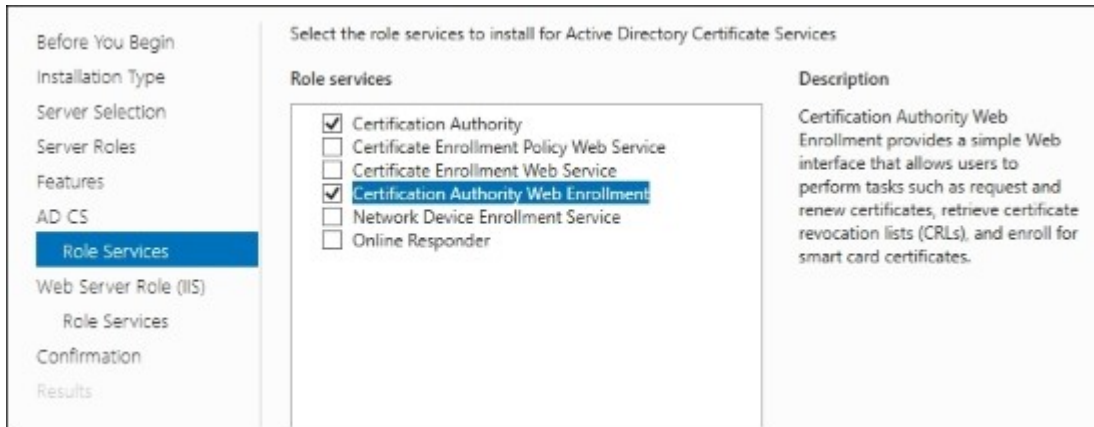 Before You Begin
Installation Type
Server Selection
Server Roles
Features
AD CS
Role Services
Web Server Role (IIS)
Role Services
Confirmation
Results
Select the role services to install for Active Directory Certificate Services
Role services
Certification Authority
Certificate Enrollment Policy Web Service
Certificate Enrollment Web Service
Certification Authority Web Enrollment
Network Device Enrollment Service
Online Responder
Description
Certification Authority Web
Enrollment provides a simple Web
interface that allows users to
perform tasks such as request and
renew certificates, retrieve certificate
revocation lists (CRLs), and enroll for
smart card certificates.